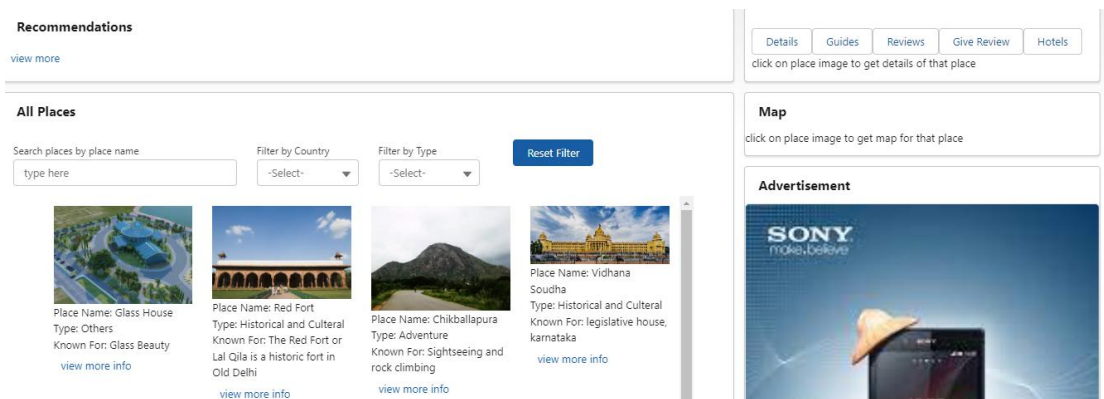 Recommendations
view more
All Places
Search places by place name
type here
Filter by Country
-Select-
Filter by Type
-Select-
Reset Filter
Place Name: Glass House
Type: Others
Known For: Glass Beauty
view more info
Place Name: Red Fort
Type: Historical and Culteral
Known For: The Red Fort or
Lal Qila is a historic fort in
Old Delhi
view more info
Place Name: Chikballapura
Type: Adventure
Known For: Sightseeing and
rock climbing
view more info
Place Name: Vidhana
Soudha
Type: Historical and Culteral
Known For: legislative house,
karnataka
view more info
Details
Guides
Reviews
Give Review
Hotels
click on place image to get details of that place
Map
click on place image to get map for that place
Advertisement
SONY
make.believe
SONY